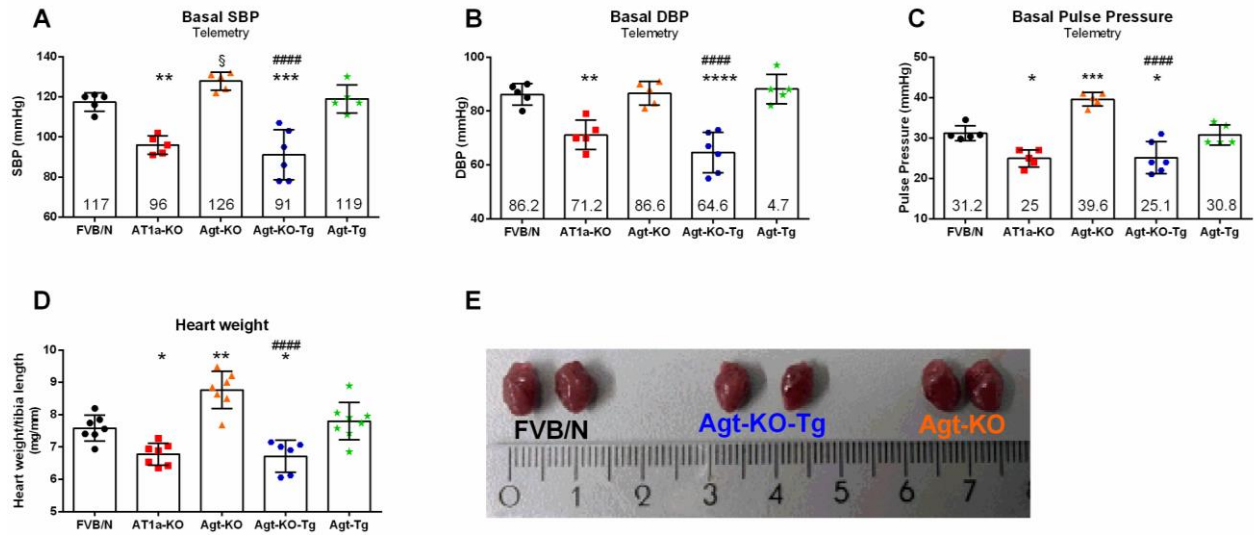 A
Basal SBP
Telemetry
SBP (mmHg)
140
120
100
80
60
**
§
####
***
117
96
126
91
119
FVB/N
AT1a-KO
Agt-KO
Agt-KO-Tg
Agt-Tg
B
Basal DBP
Telemetry
DBP (mmHg)
100
80
60
40
**
####
****
86.2
71.2
86.6
64.6
4.7
FVB/N
AT1a-KO
Agt-KO
Agt-KO-Tg
Agt-Tg
C
Basal Pulse Pressure
Telemetry
Pulse Pressure (mmHg)
50
40
30
20
10
0
*
***
####
*
31.2
25
39.6
25.1
30.8
FVB/N
AT1a-KO
Agt-KO
Agt-KO-Tg
Agt-Tg
D
Heart weight
Heart weight/tibia length
(mg/mm)
10
9
8
7
6
5
*
**
####
*
FVB/N
AT1a-KO
Agt-KO
Agt-KO-Tg
Agt-Tg
E
FVB/N
Agt-KO-Tg
Agt-KO
0 1 2 3 4 5 6 7 8